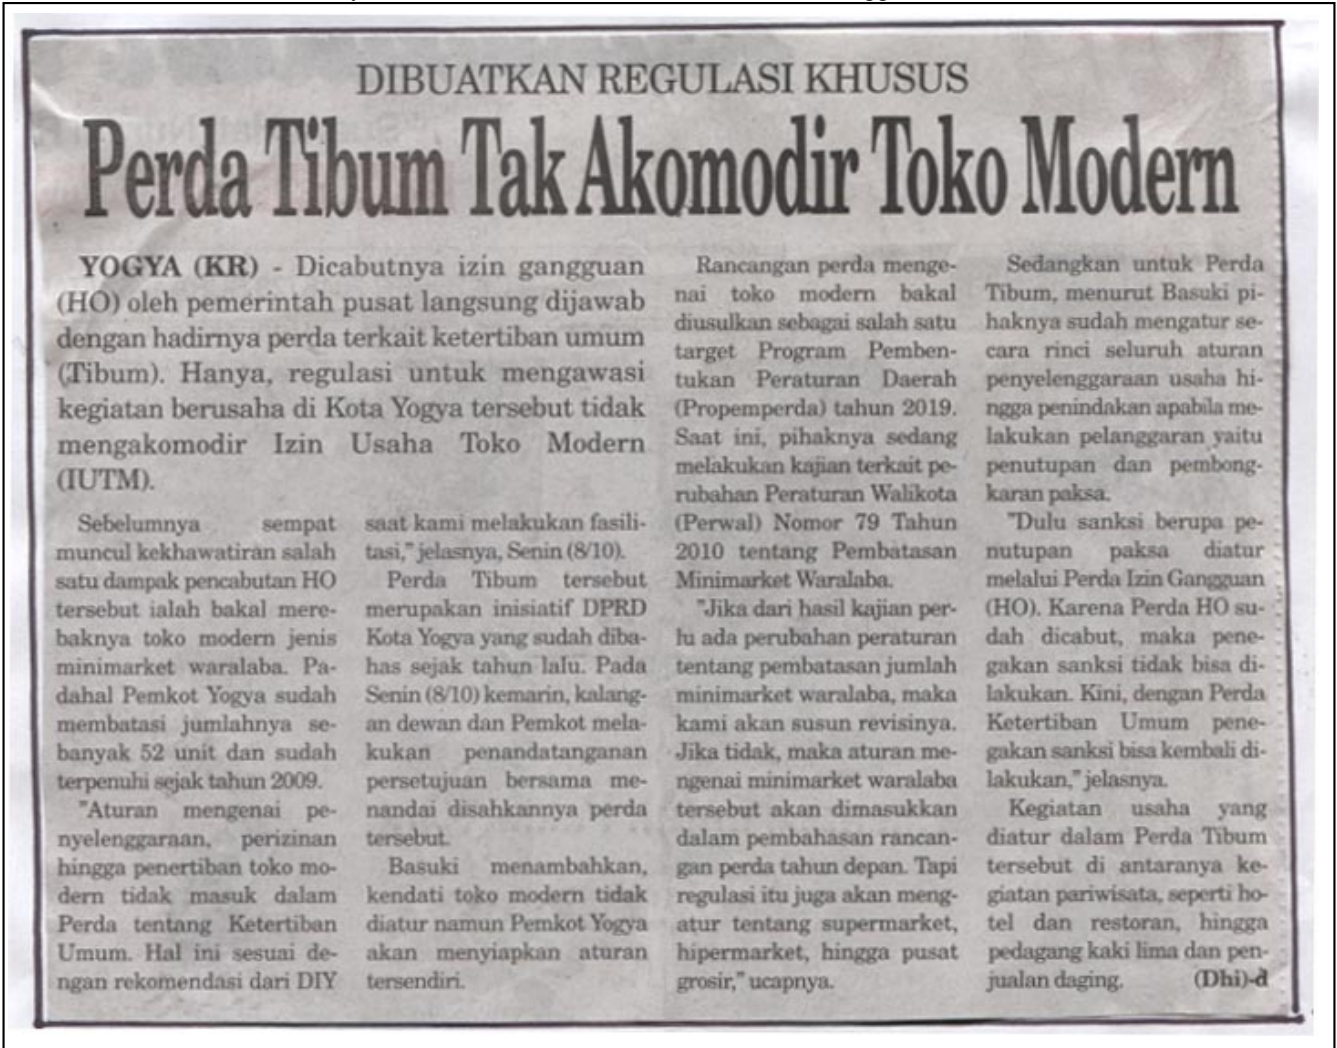 DIBUATKAN REGULASI KHUSUS
Perda Tibum Tak Akomodir Toko Modern
YOGYA (KR) - Dicabutnya izin gangguan
(HO) oleh pemerintah pusat langsung dijawab
dengan hadirnya perda terkait ketertiban umum
(Tibum). Hanya, regulasi untuk mengawasi
kegiatan berusaha di Kota Yogya tersebut tidak
mengakomodir Izin Usaha Toko Modern
(IUTM).
Sebelumnya sempat
muncul kekhawatiran salah
satu dampak pencabutan HO
tersebut ialah bakal mere-
baknya toko modern jenis
minimarket waralaba. Pa-
dahal Pemkot Yogya sudah
membatasi jumlahnya se-
banyak 52 unit dan sudah
terpenuhi sejak tahun 2009.
"Aturan mengenai pe-
nyelenggaraan, perizinan
hingga penertiban toko mo-
dern tidak masuk dalam
Perda tentang Ketertiban
Umum. Hal ini sesuai de-
ngan rekomendasi dari DIY
saat kami melakukan fasili-
tasi," jelasnya, Senin (8/10).
Perda Tibum tersebut
merupakan inisiatif DPRD
Kota Yogya yang sudah diba-
has sejak tahun lalu. Pada
Senin (8/10) kemarin, kalang-
an dewan dan Pemkot mela-
kukan penandatanganan
persetujuan bersama me-
nandai disahkannya perda
tersebut.
Basuki menambahkan,
kendati toko modern tidak
diatur namun Pemkot Yogya
akan menyiapkan aturan
tersendiri.
Rancangan perda menge-
nai toko modern bakal
diusulkan sebagai salah satu
target Program Pemben-
tukan Peraturan Daerah
(Propemperda) tahun 2019.
Saat ini, pihaknya sedang
melakukan kajian terkait pe-
rubahan Peraturan Walikota
(Perwal) Nomor 79 Tahun
2010 tentang Pembatasan
Minimarket Waralaba.
"Jika dari hasil kajian per-
lu ada perubahan peraturan
tentang pembatasan jumlah
minimarket waralaba, maka
kami akan susun revisinya.
Jika tidak, maka aturan me-
ngenai minimarket waralaba
tersebut akan dimasukkan
dalam pembahasan rancan-
gan perda tahun depan. Tapi
regulasi itu juga akan meng-
atur tentang supermarket,
hipermarket, hingga pusat
grosir," ucapnya.
Sedangkan untuk Perda
Tibum, menurut Basuki pi-
haknya sudah mengatur se-
cara rinci seluruh aturan
penyelenggaraan usaha hi-
ngga penindakan apabila me-
lakukan pelanggaran yaitu
penutupan dan pembong-
karan paksa.
"Dulu sanksi berupa pe-
nutupan paksa diatur
melalui Perda Izin Gangguan
(HO). Karena Perda HO su-
dah dicabut, maka pene-
gakan sanksi tidak bisa di-
lakukan. Kini, dengan Perda
Ketertiban Umum pene-
gakan sanksi bisa kembali di-
lakukan," jelasnya.
Kegiatan usaha yang
diatur dalam Perda Tibum
tersebut di antaranya ke-
giatan pariwisata, seperti ho-
tel dan restoran, hingga
pedagang kaki lima dan pen-
jualan daging. (Dhi)-d